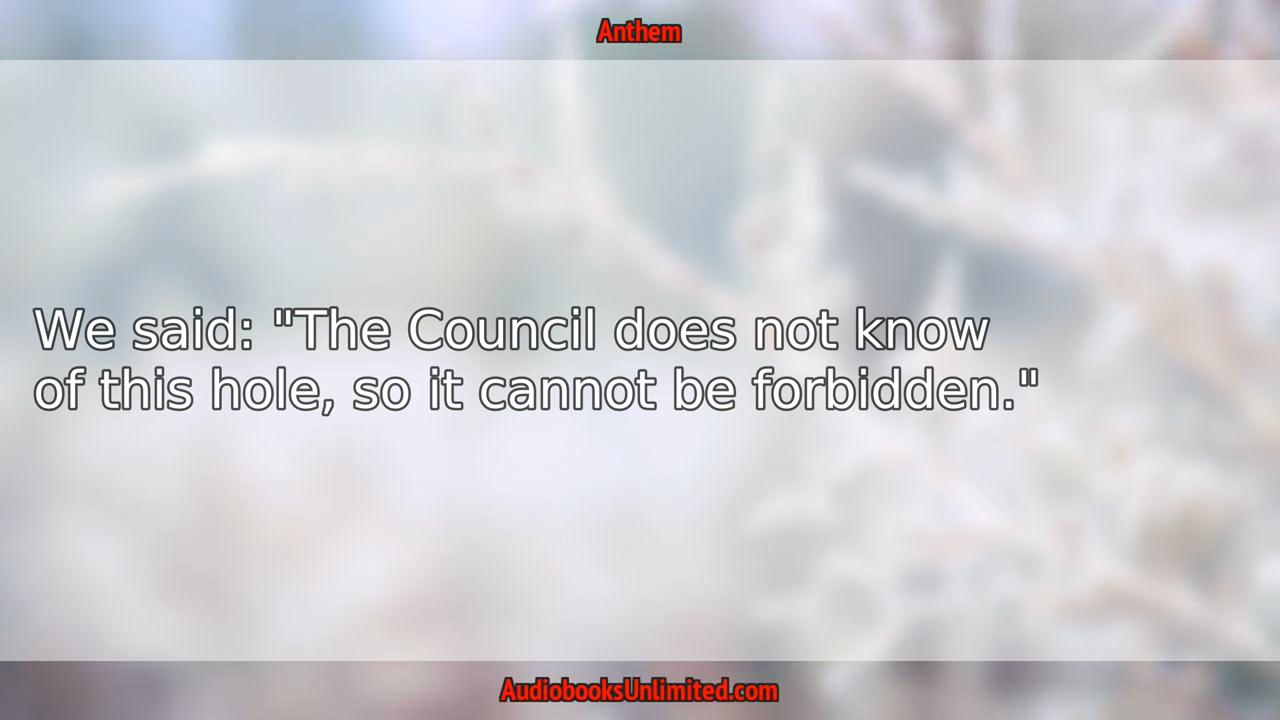 Anthem
We said: "The Council does not know
of this hole, so it cannot be forbidden."
AudiobooksUnlimited.com